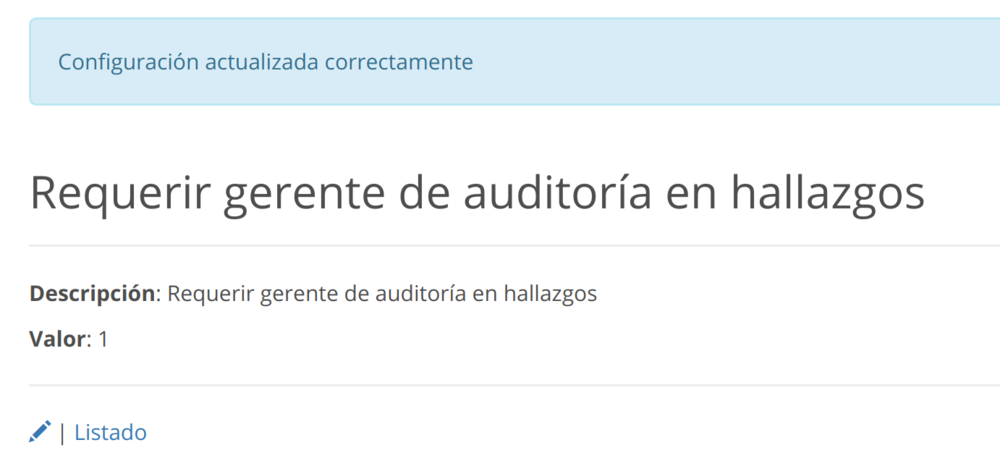 Configuración actualizada correctamente
Requerir gerente de auditoría en hallazgos
Descripción: Requerir gerente de auditoría en hallazgos
Valor: 1
| Listado